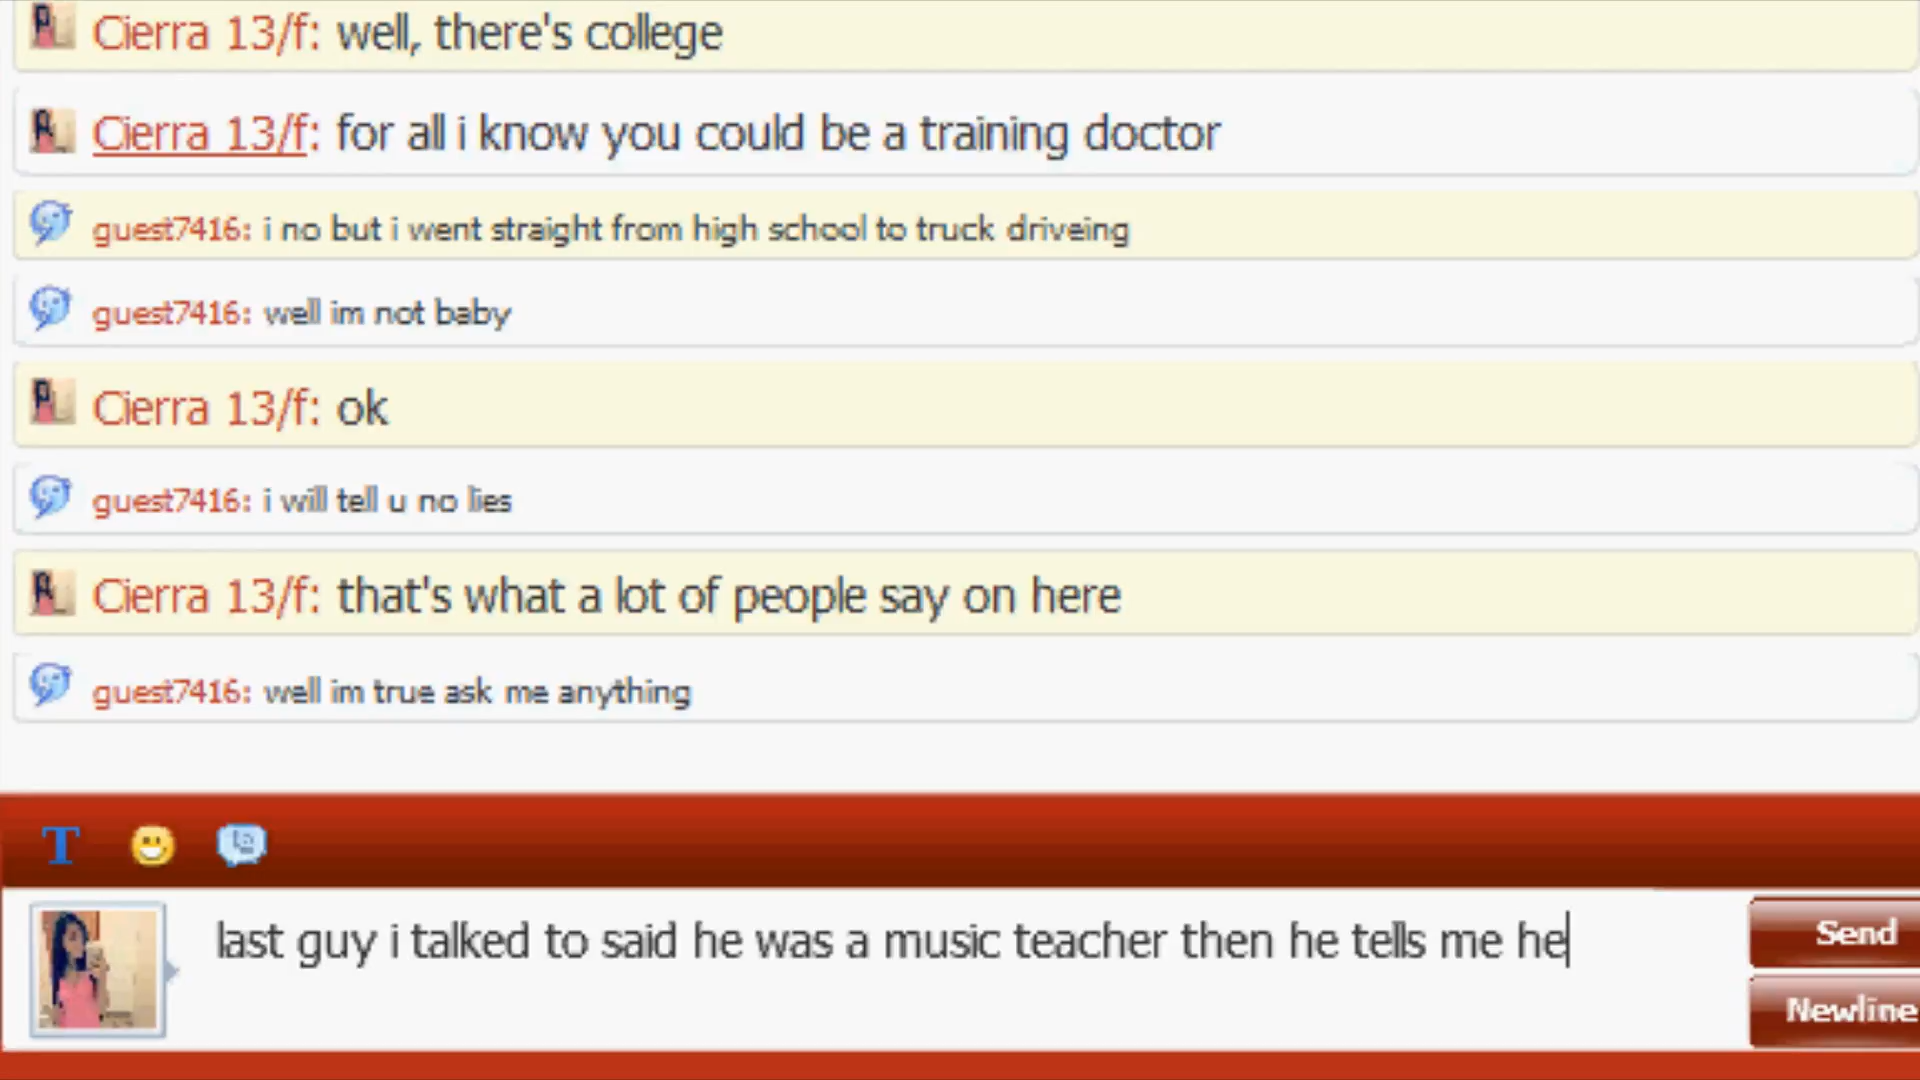 Cierra 13/f: well, there's college
Cierra 13/f: for all i know you could be a training doctor
guest7416: i no but i went straight from high school to truck driveing
guest7416: well im not baby
Cierra 13/f: ok
guest7416: i will tell u no lies
Cierra 13/f: that's what a lot of people say on here
guest7416: well im true ask me anything
T
last guy i talked to said he was a music teacher then he tells me he
Send
Newline